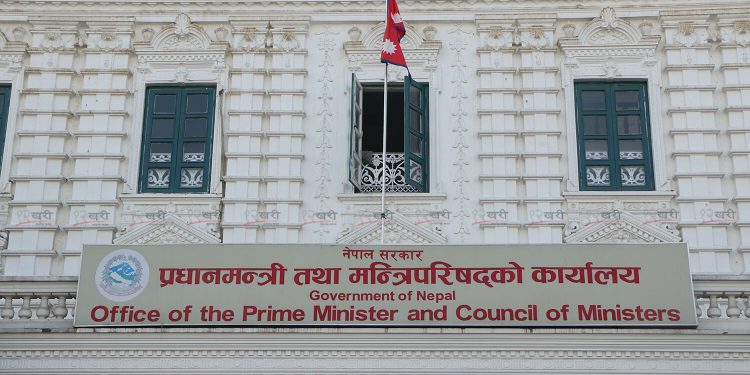 नेपाल सरकार
प्रधानमन्त्री तथा मन्त्रिपरिषद्को कार्यालय
Government of Nepal
Office of the Prime Minister and Council of Ministers